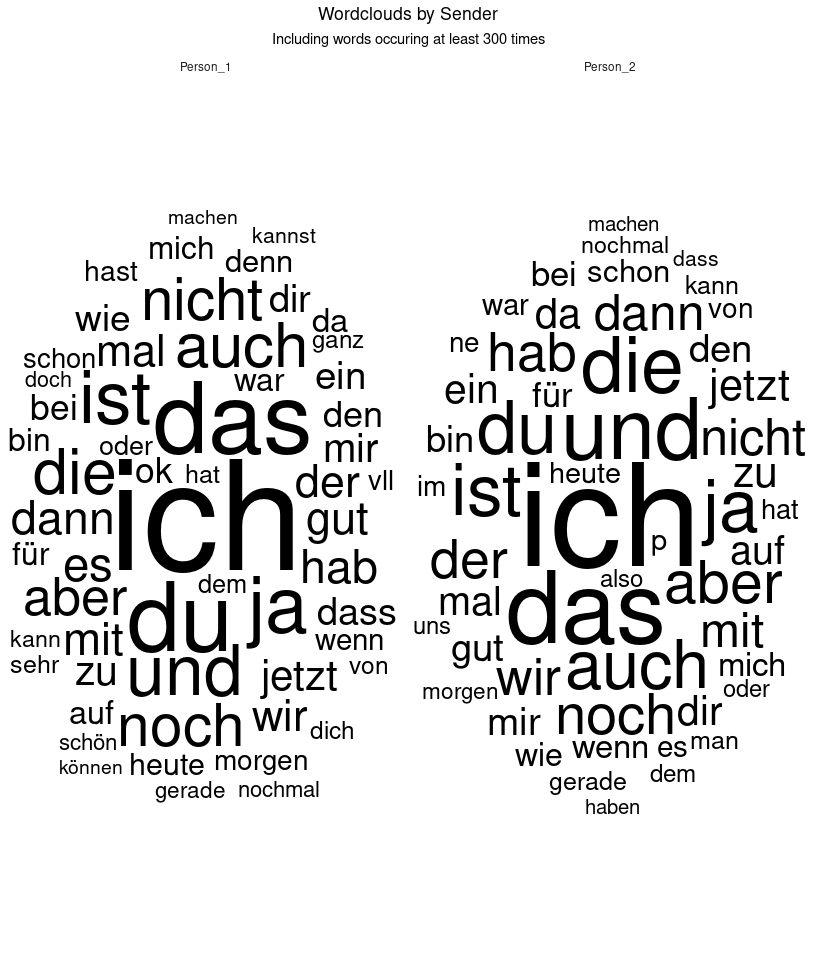 Wordclouds by Sender
Including words occuring at least 300 times
Person_1
machen
mich kannst
hast denn
nicht dir
wie da
mal auch ganz
schon
doch ist war ein
bei das den
bin oder mir
die ok hat der vll
ich
dann gut
für es hab
aber dem
du ja dass
kann mit wenn
sehr zu und jetzt von
auf noch wir dich
schön
können heute morgen
gerade nochmal
Person_2
machen
nochmal dass
bei schon kann
war da dann von
ne hab die den
ein für jetzt
bin du und nicht
im ist heute zu
ich ja hat
der p auf
mal das also aber
uns gut mit
wir auch mich
morgen oder
mir noch dir
wie wenn es man
gerade dem
haben